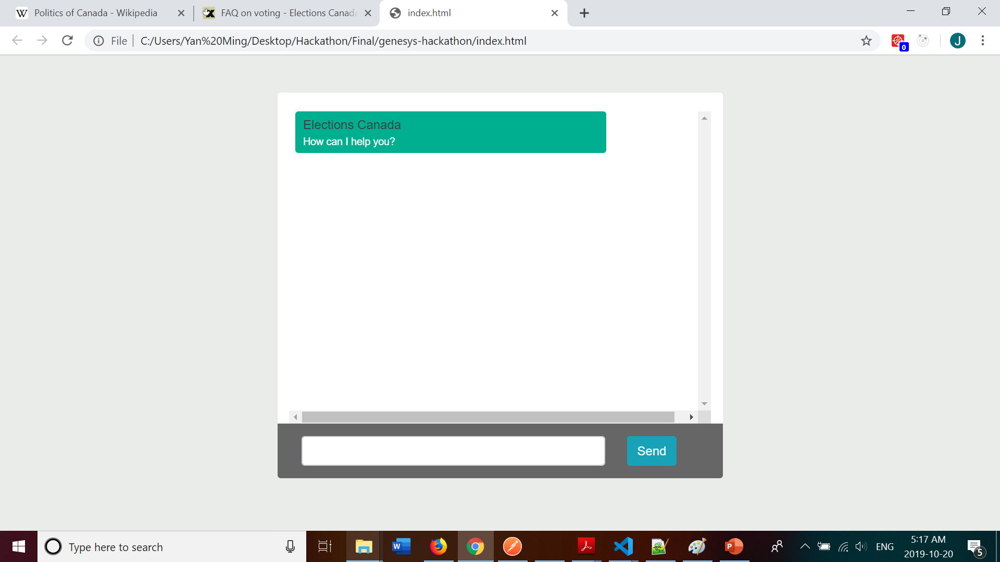 Politics of Canada - Wikipedia
FAQ on voting - Elections Canada
index.html
File
C:/Users/Yan%20Ming/Desktop/Hackathon/Final/genesys-hackathon/index.html
0
J
Elections Canada
How can I help you?
Send
Type here to search
ENG
5:17 AM
2019-10-20
5